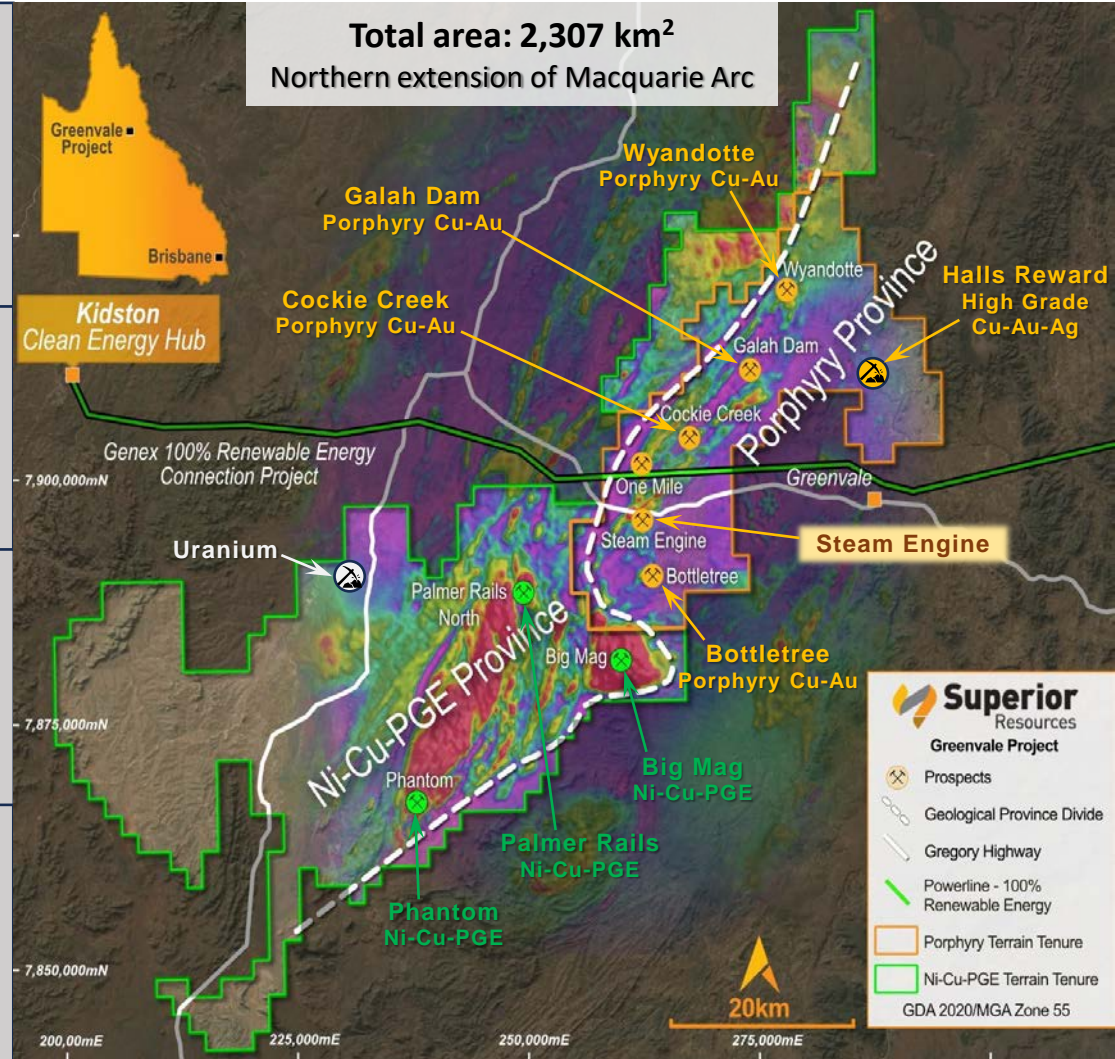 Total area: 2,307 km²
Northern extension of Macquarie Arc
Greenvale
Project
Brisbane
Kidston
Clean Energy Hub
Wyandotte
Porphyry Cu-Au
Galah Dam
Porphyry Cu-Au
Cockie Creek
Porphyry Cu-Au
Halls Reward
High Grade
Cu-Au-Ag
Wyandotte
Galah Dam
Cockie Creek
Porphyry Province
Genex 100% Renewable Energy
Connection Project
7,900,000mN
One Mile
Greenvale
Steam Engine
Steam Engine
Uranium
Bottletree
Palmer Rails
North
Ni-Cu-PGE Province
Big Mag
Bottletree
Porphyry Cu-Au
7,875,000mN
Phantom
Big Mag
Ni-Cu-PGE
Palmer Rails
Ni-Cu-PGE
Phantom
Ni-Cu-PGE
7,850,000mN
20km
200,00mE
225,000mE
250,000mE
275,000mE
Superior
Resources
Greenvale Project
Prospects
Geological Province Divide
Gregory Highway
Powerline - 100%
Renewable Energy
Porphyry Terrain Tenure
Ni-Cu-PGE Terrain Tenure
GDA 2020/MGA Zone 55